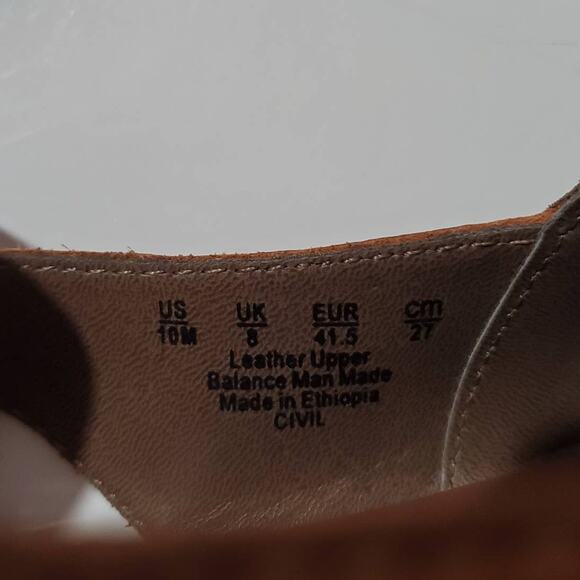 US UK EUR cm
10M 8 41.5 27
Leather Upper
Balance Man Made
Made in Ethiopia
CIVIL